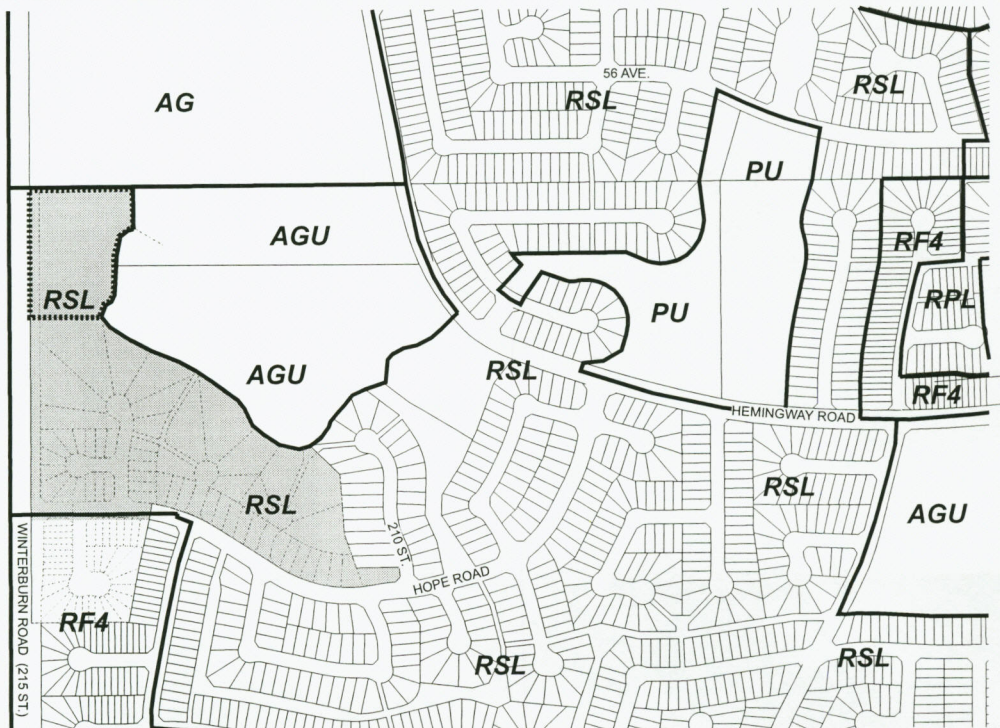 56 AVE.
RSL
RSL
AG
PU
AGU
RF4
RSL
RPL
PU
RSL
AGU
RF4
HEMINGWAY ROAD
RSL
RSL
AGU
210 ST.
HOPE ROAD
WINTERBURN ROAD (215 ST.)
RF4
RSL
RSL